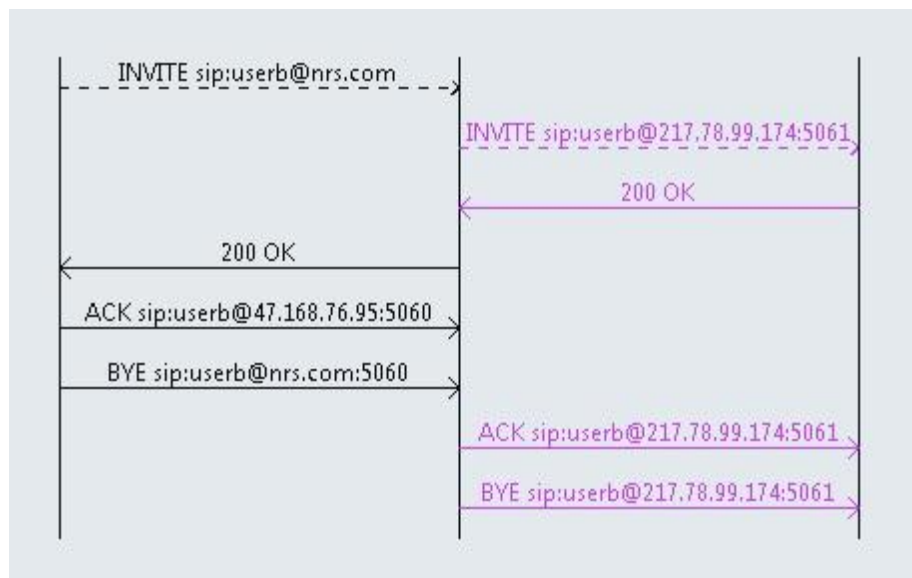 INVITE sip:userb@nrs.com
INVITE sip:userb@217.78.99.174:5061
200 OK
200 OK
ACK sip:userb@47.168.76.95:5060
BYE sip:userb@nrs.com:5060
ACK sip:userb@217.78.99.174:5061
BYE sip:userb@217.78.99.174:5061